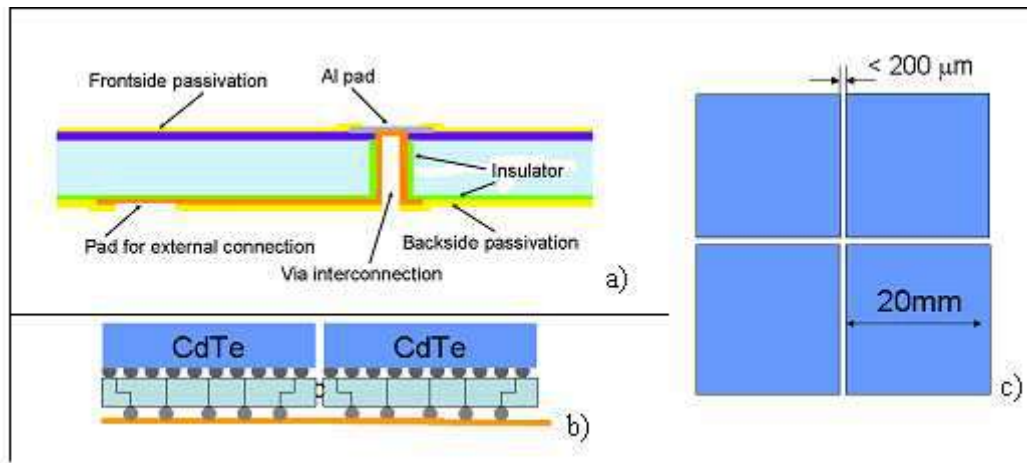 Frontside passivation
Al pad
Insulator
Pad for external connection
Backside passivation
Via interconnection
a)
CdTe
CdTe
b)
< 200 μm
20mm
c)